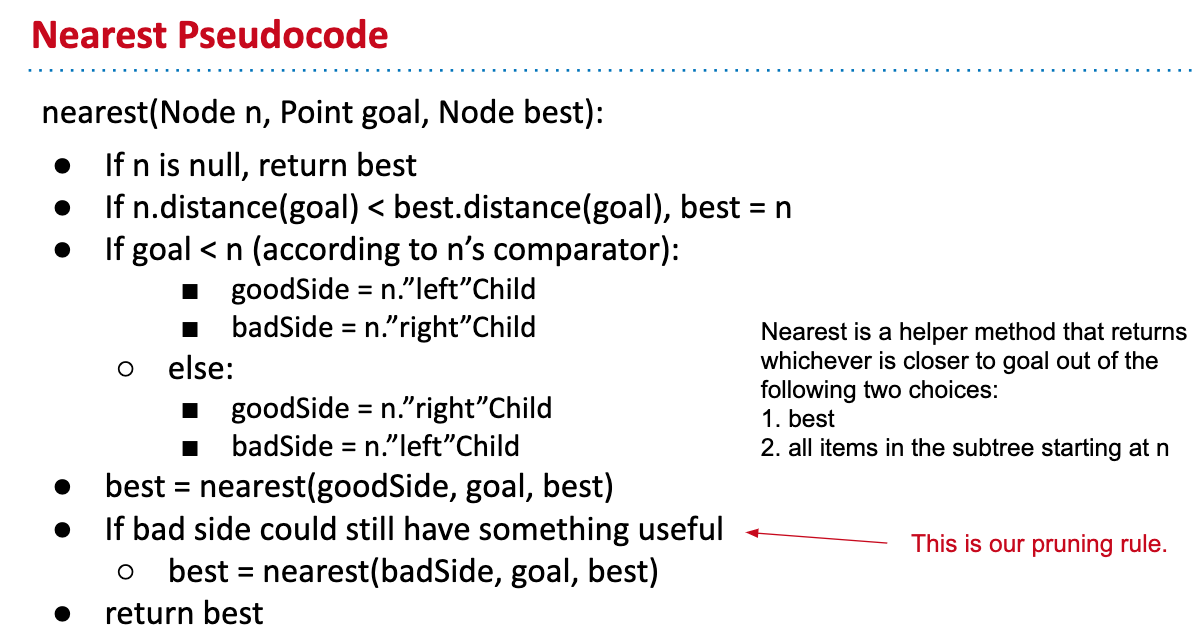 Nearest Pseudocode
nearest(Node n, Point goal, Node best):
● If n is null, return best
● If n.distance(goal) < best.distance(goal), best = n
● If goal < n (according to n’s comparator):
■ goodSide = n.”left”Child
■ badSide = n.”right”Child
○ else:
■ goodSide = n.”right”Child
■ badSide = n.”left”Child
● best = nearest(goodSide, goal, best)
● If bad side could still have something useful
○ best = nearest(badSide, goal, best)
● return best
Nearest is a helper method that returns
whichever is closer to goal out of the
following two choices:
1. best
2. all items in the subtree starting at n
This is our pruning rule.